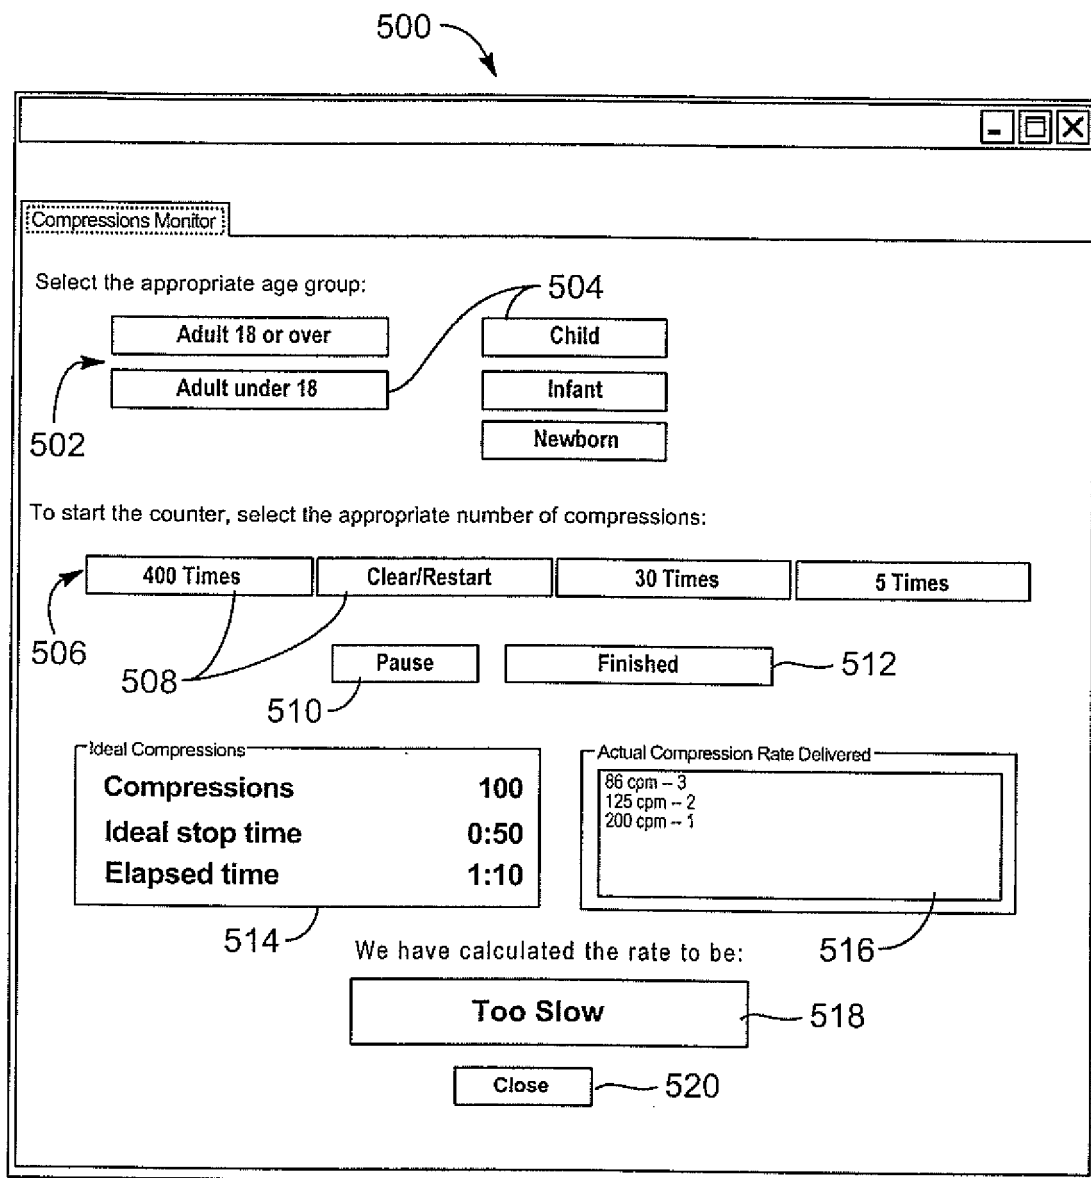 500
Compressions Monitor
Select the appropriate age group:
504
Adult 18 or over
Child
Adult under 18
Infant
502
Newborn
To start the counter, select the appropriate number of compressions:
400 Times
Clear/Restart
30 Times
5 Times
506
508
Pause
Finished
512
510
Ideal Compressions
Compressions 100
Ideal stop time 0:50
Elapsed time 1:10
Actual Compression Rate Delivered
86 cpm -- 3
125 cpm -- 2
200 cpm -- 1
514
516
We have calculated the rate to be:
Too Slow
518
Close
520